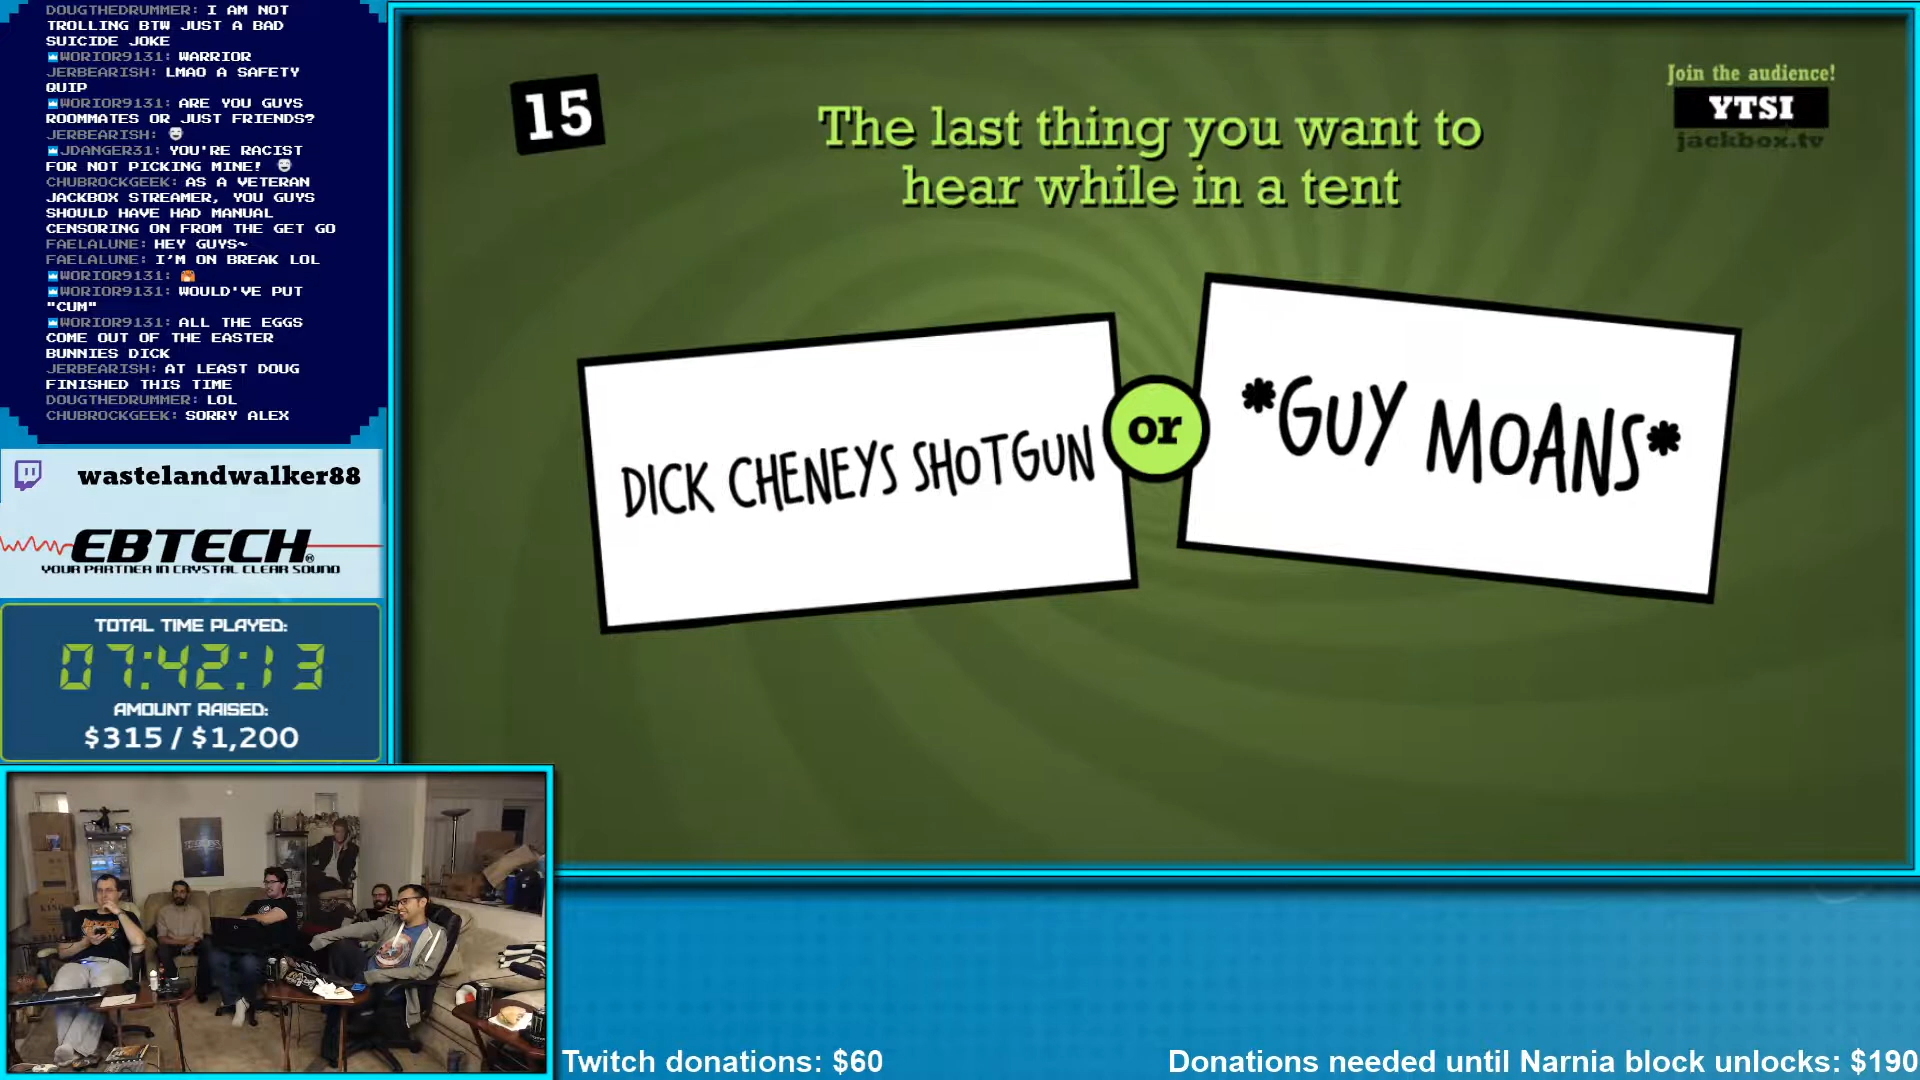 DOUGTHEDRUMMER: I AM NOT
TROLLING BTW JUST A BAD
SUICIDE JOKE
WORIOR9131: WARRIOR
JERBEARISH: LMAO A SAFETY
QUIP
WORIOR9131: ARE YOU GUYS
ROOMMATES OR JUST FRIENDS?
JERBEARISH:
JDANGER31: YOU'RE RACIST
FOR NOT PICKING MINE!
CHUBROCKGEEK: AS A VETERAN
JACKBOX STREAMER, YOU GUYS
SHOULD HAVE HAD MANUAL
CENSORING ON FROM THE GET GO
FAELALUNE: HEY GUYS~
FAELALUNE: I'M ON BREAK LOL
WORIOR9131:
WORIOR9131: WOULD'VE PUT
"CUM"
WORIOR9131: ALL THE EGGS
COME OUT OF THE EASTER
BUNNIES DICK
JERBEARISH: AT LEAST DOUG
FINISHED THIS TIME
DOUGTHEDRUMMER: LOL
CHUBROCKGEEK: SORRY ALEX
wastelandwalker88
EBTECH®
YOUR PARTNER IN CRYSTAL CLEAR SOUND
TOTAL TIME PLAYED:
07:42:13
AMOUNT RAISED:
$315 / $1,200
15
The last thing you want to
hear while in a tent
Join the audience!
YTSI
jackbox.tv
DICK CHENEYS SHOTGUN
or
*GUY MOANS*
Twitch donations: $60
Donations needed until Narnia block unlocks: $190